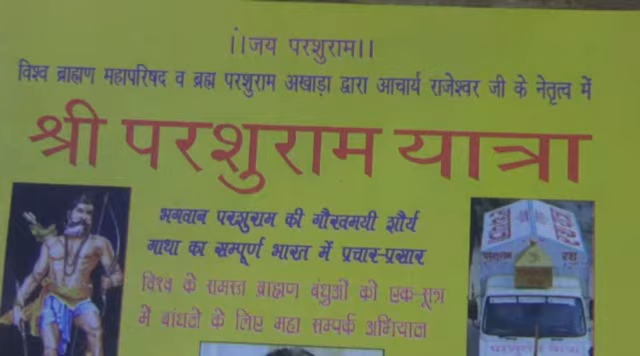 ।।जय परशुराम।।
विश्व ब्राह्मण महापरिषद व ब्रह्म परशुराम अखाड़ा द्वारा आचार्य राजेश्वर जी के नेतृत्व में
श्री परशुराम यात्रा
भगवान परशुराम की गौरवमयी शौर्य
गाथा का सम्पूर्ण भारत में प्रचार-प्रसार
विश्व के समस्त ब्राह्मण बंधुओं को एक-सूत्र
में बांधने के लिए महा सम्पर्क अभियान
परशुराम यात्रा